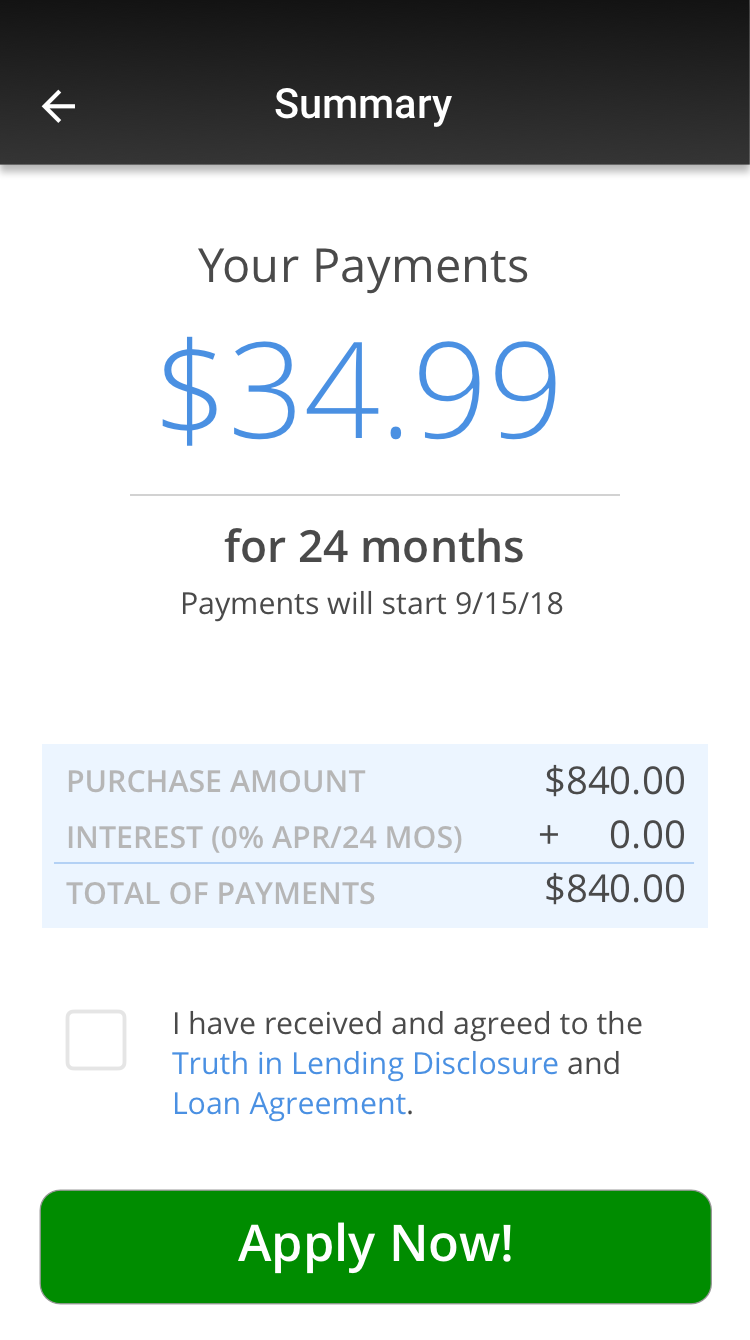 Summary
Your Payments
$34.99
for 24 months
Payments will start 9/15/18
PURCHASE AMOUNT $840.00
INTEREST (0% APR/24 MOS) + 0.00
TOTAL OF PAYMENTS $840.00
I have received and agreed to the
Truth in Lending Disclosure and
Loan Agreement.
Apply Now!